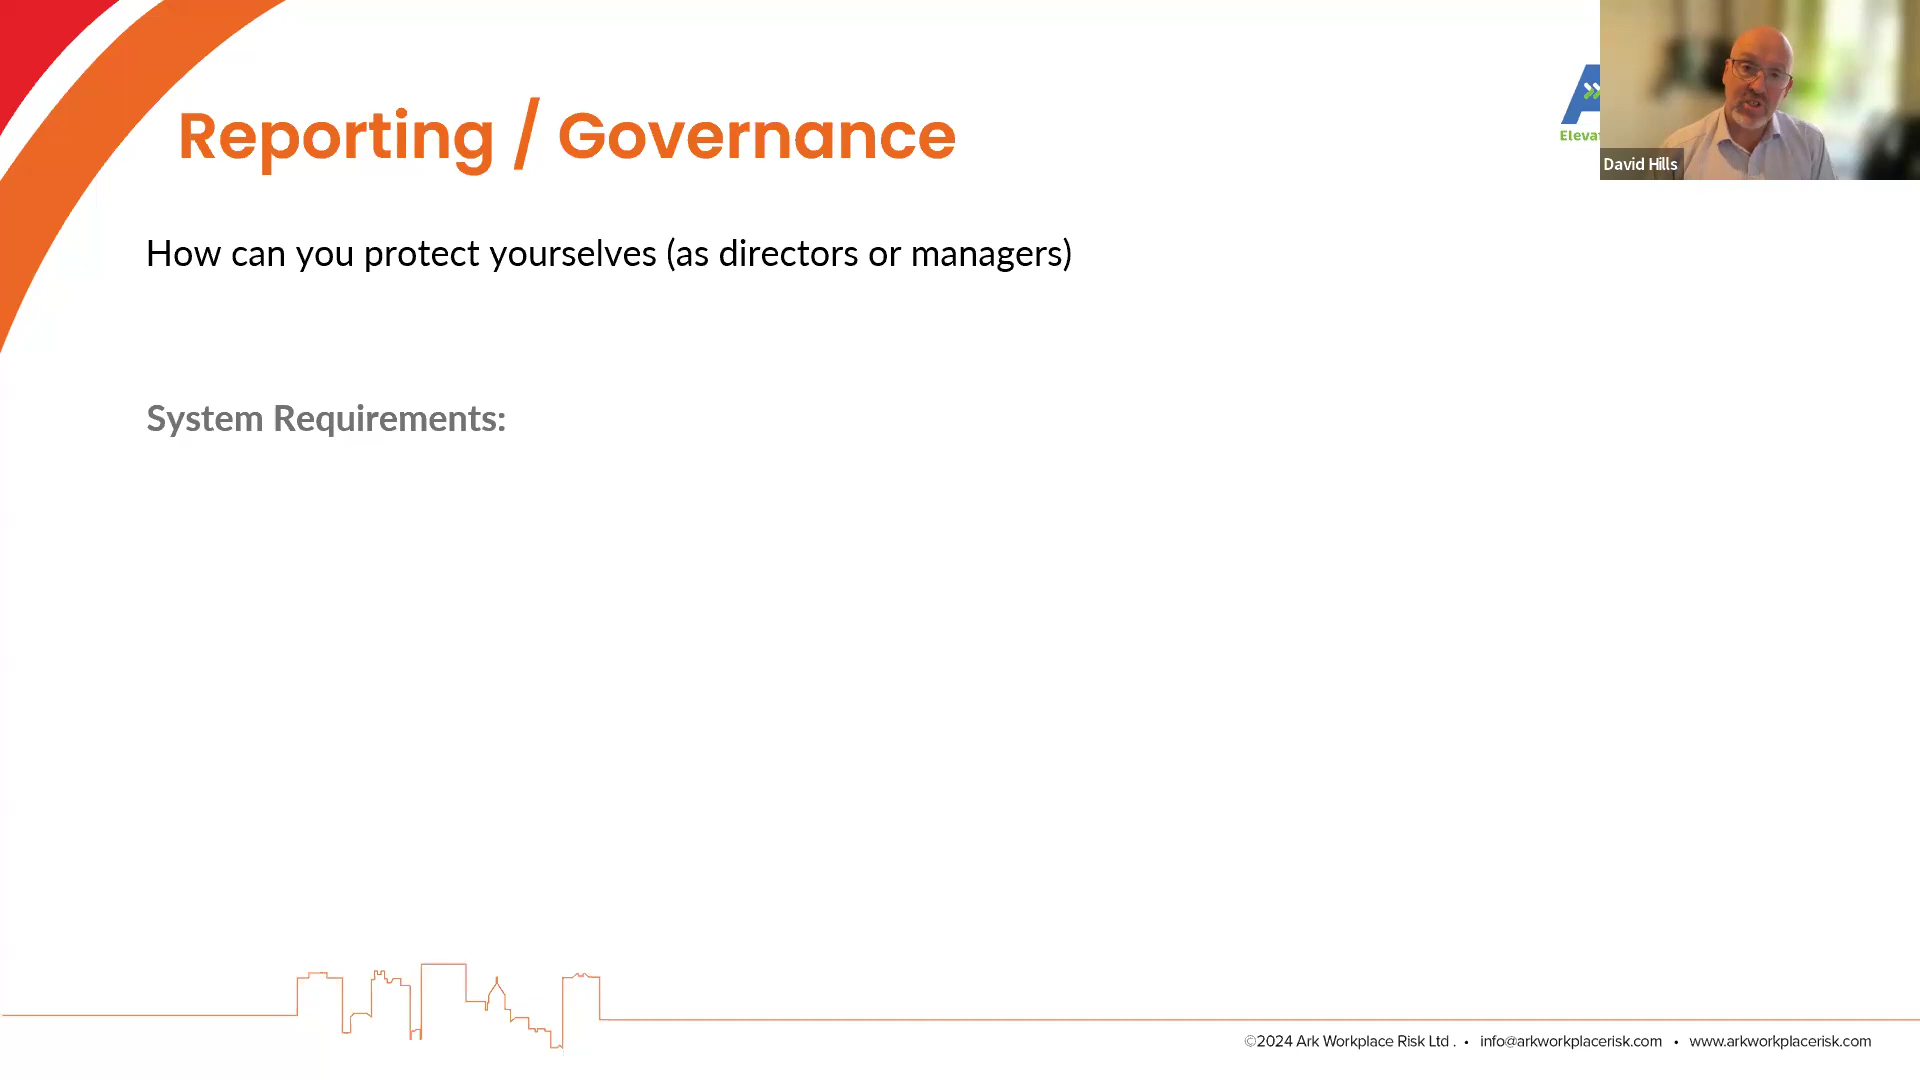 Reporting / Governance
David Hills
How can you protect yourselves (as directors or managers)
System Requirements:
©2024 Ark Workplace Risk Ltd . • info@arkworkplacerisk.com • www.arkworkplacerisk.com